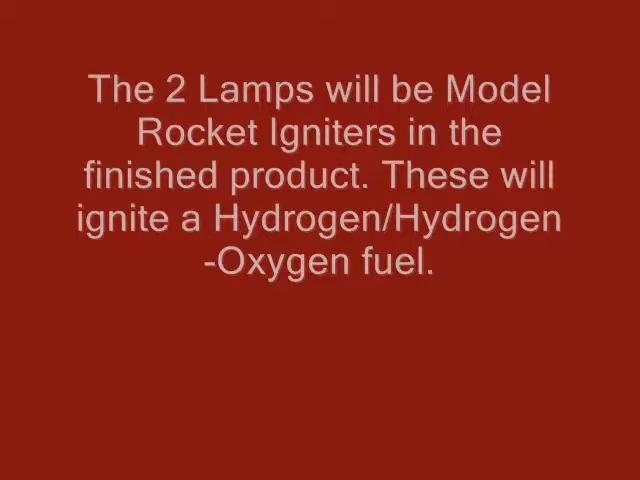 The 2 Lamps will be Model
Rocket Igniters in the
finished product. These will
ignite a Hydrogen/Hydrogen
-Oxygen fuel.